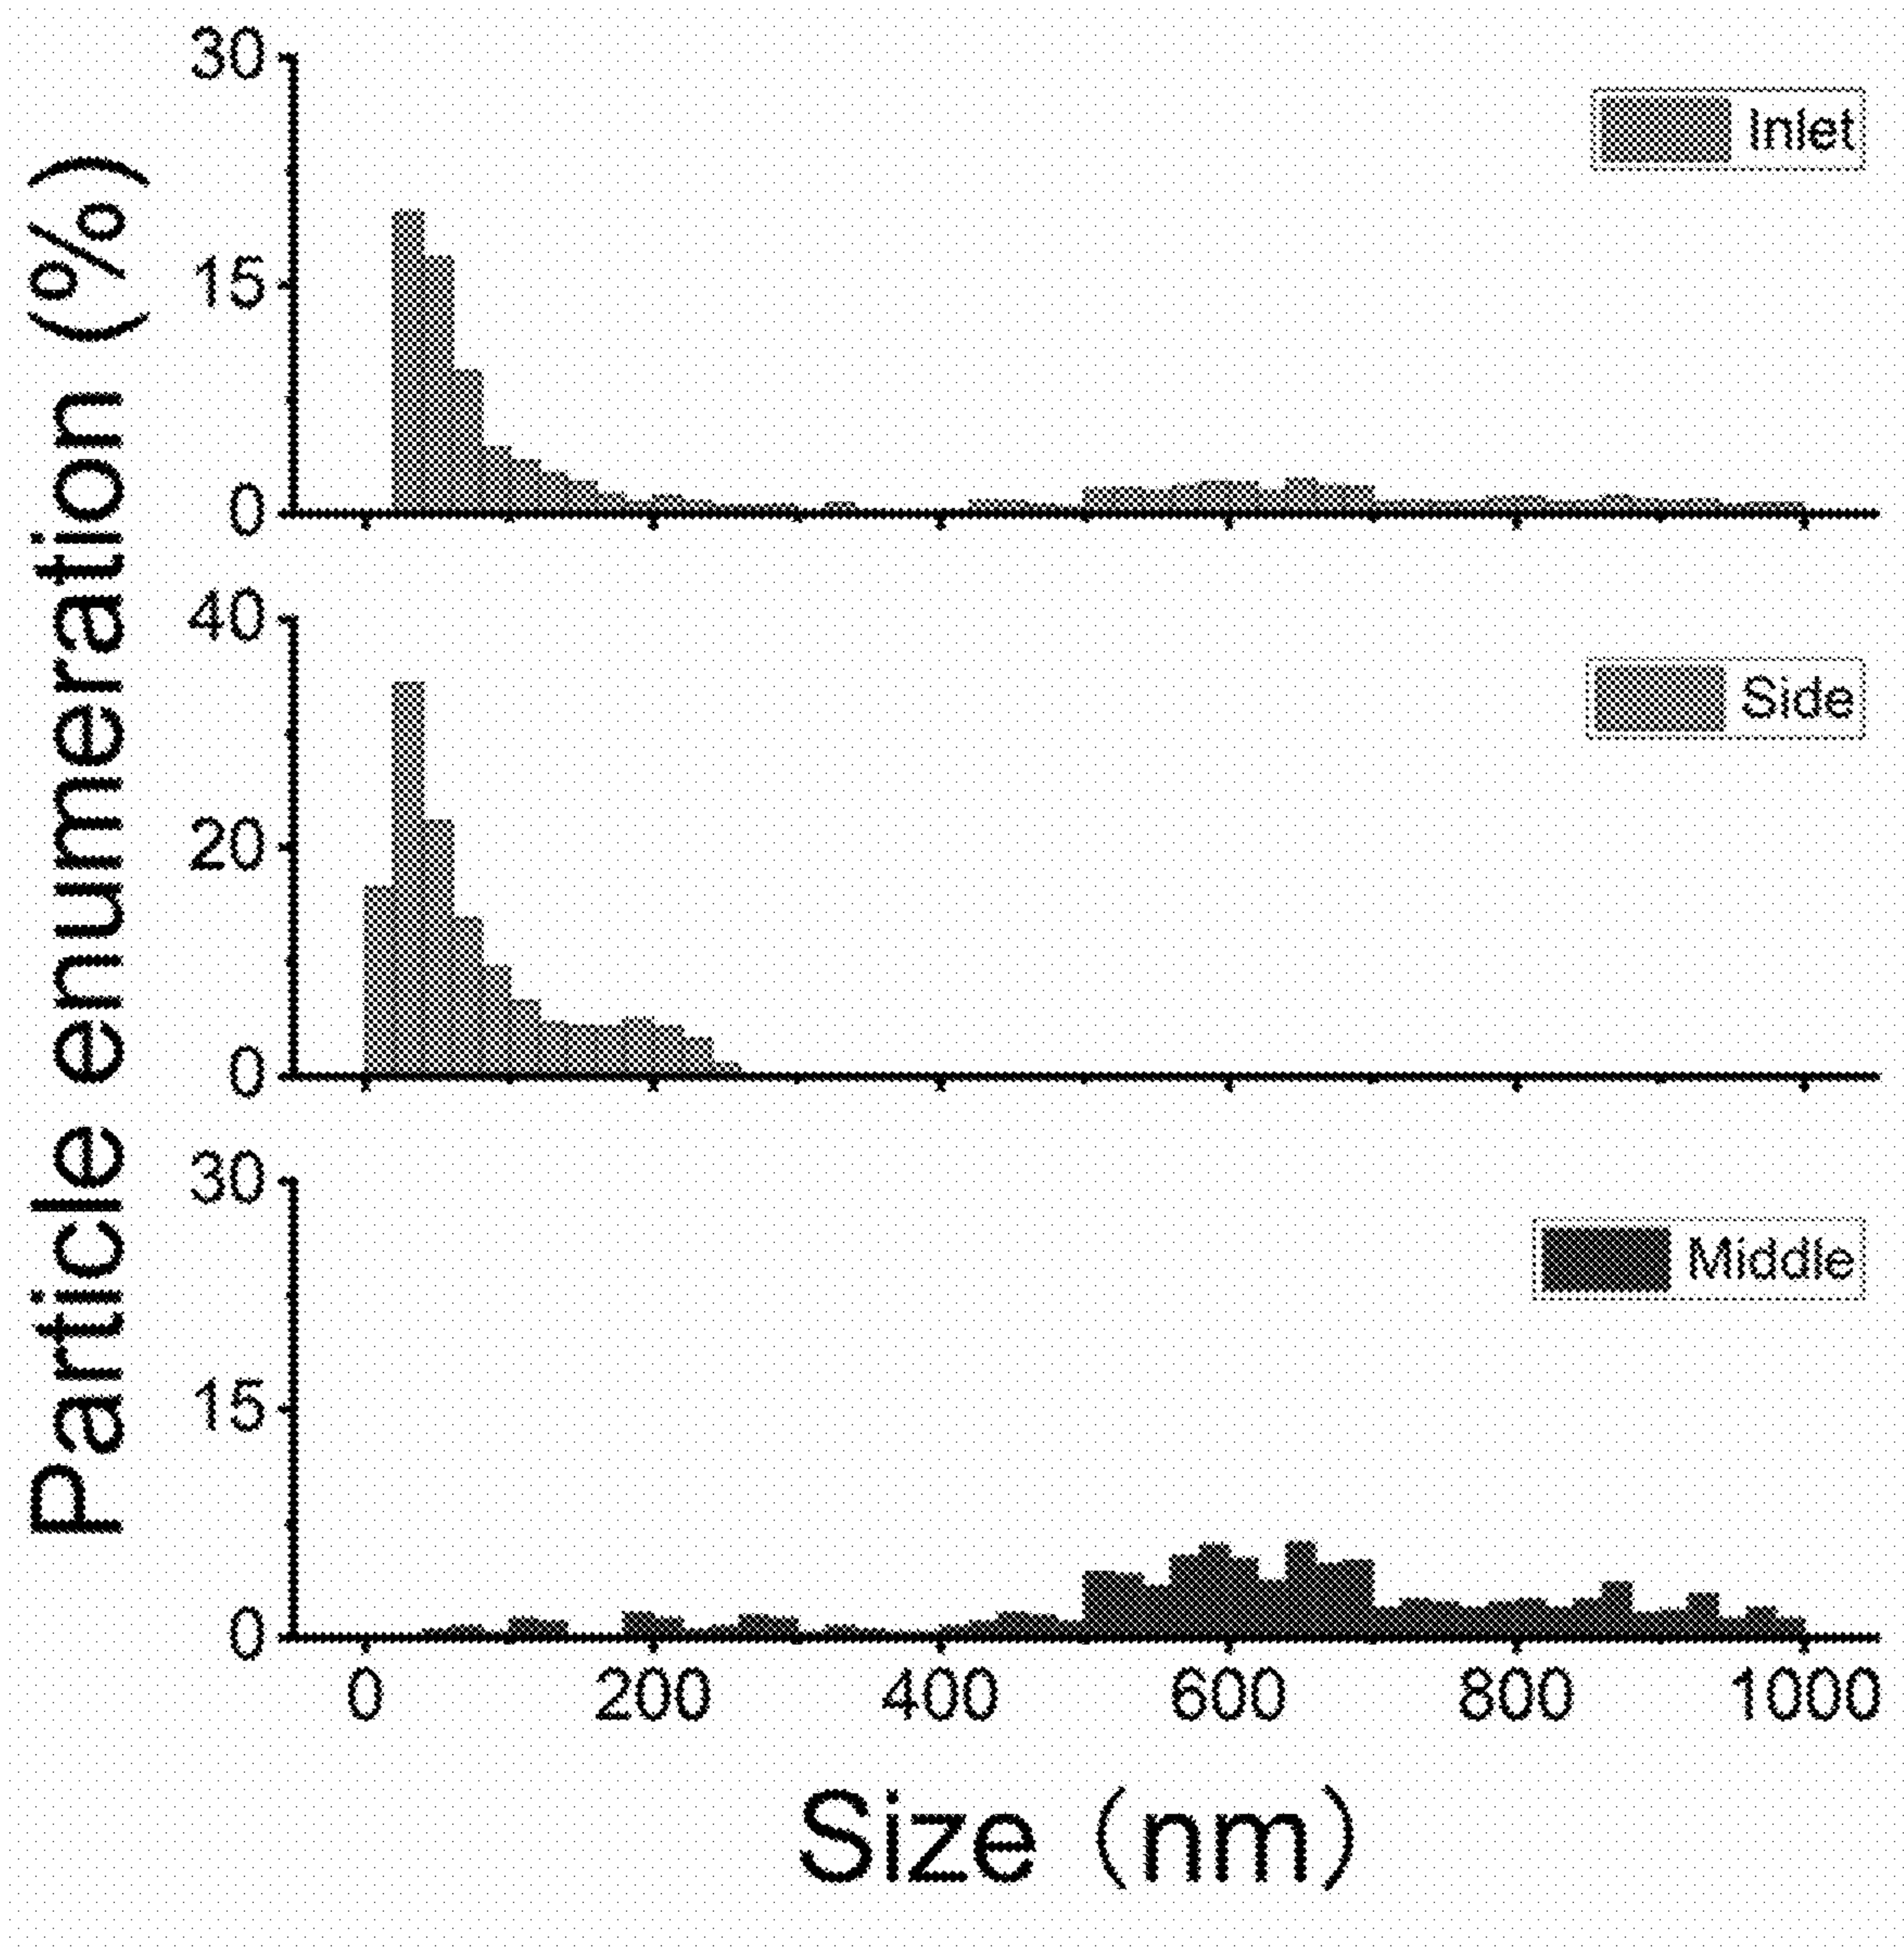 Particle enumeration (%)
30
15
0
Inlet
40
20
0
Side
30
15
0
Middle
0 200 400 600 800 1000
Size (nm)